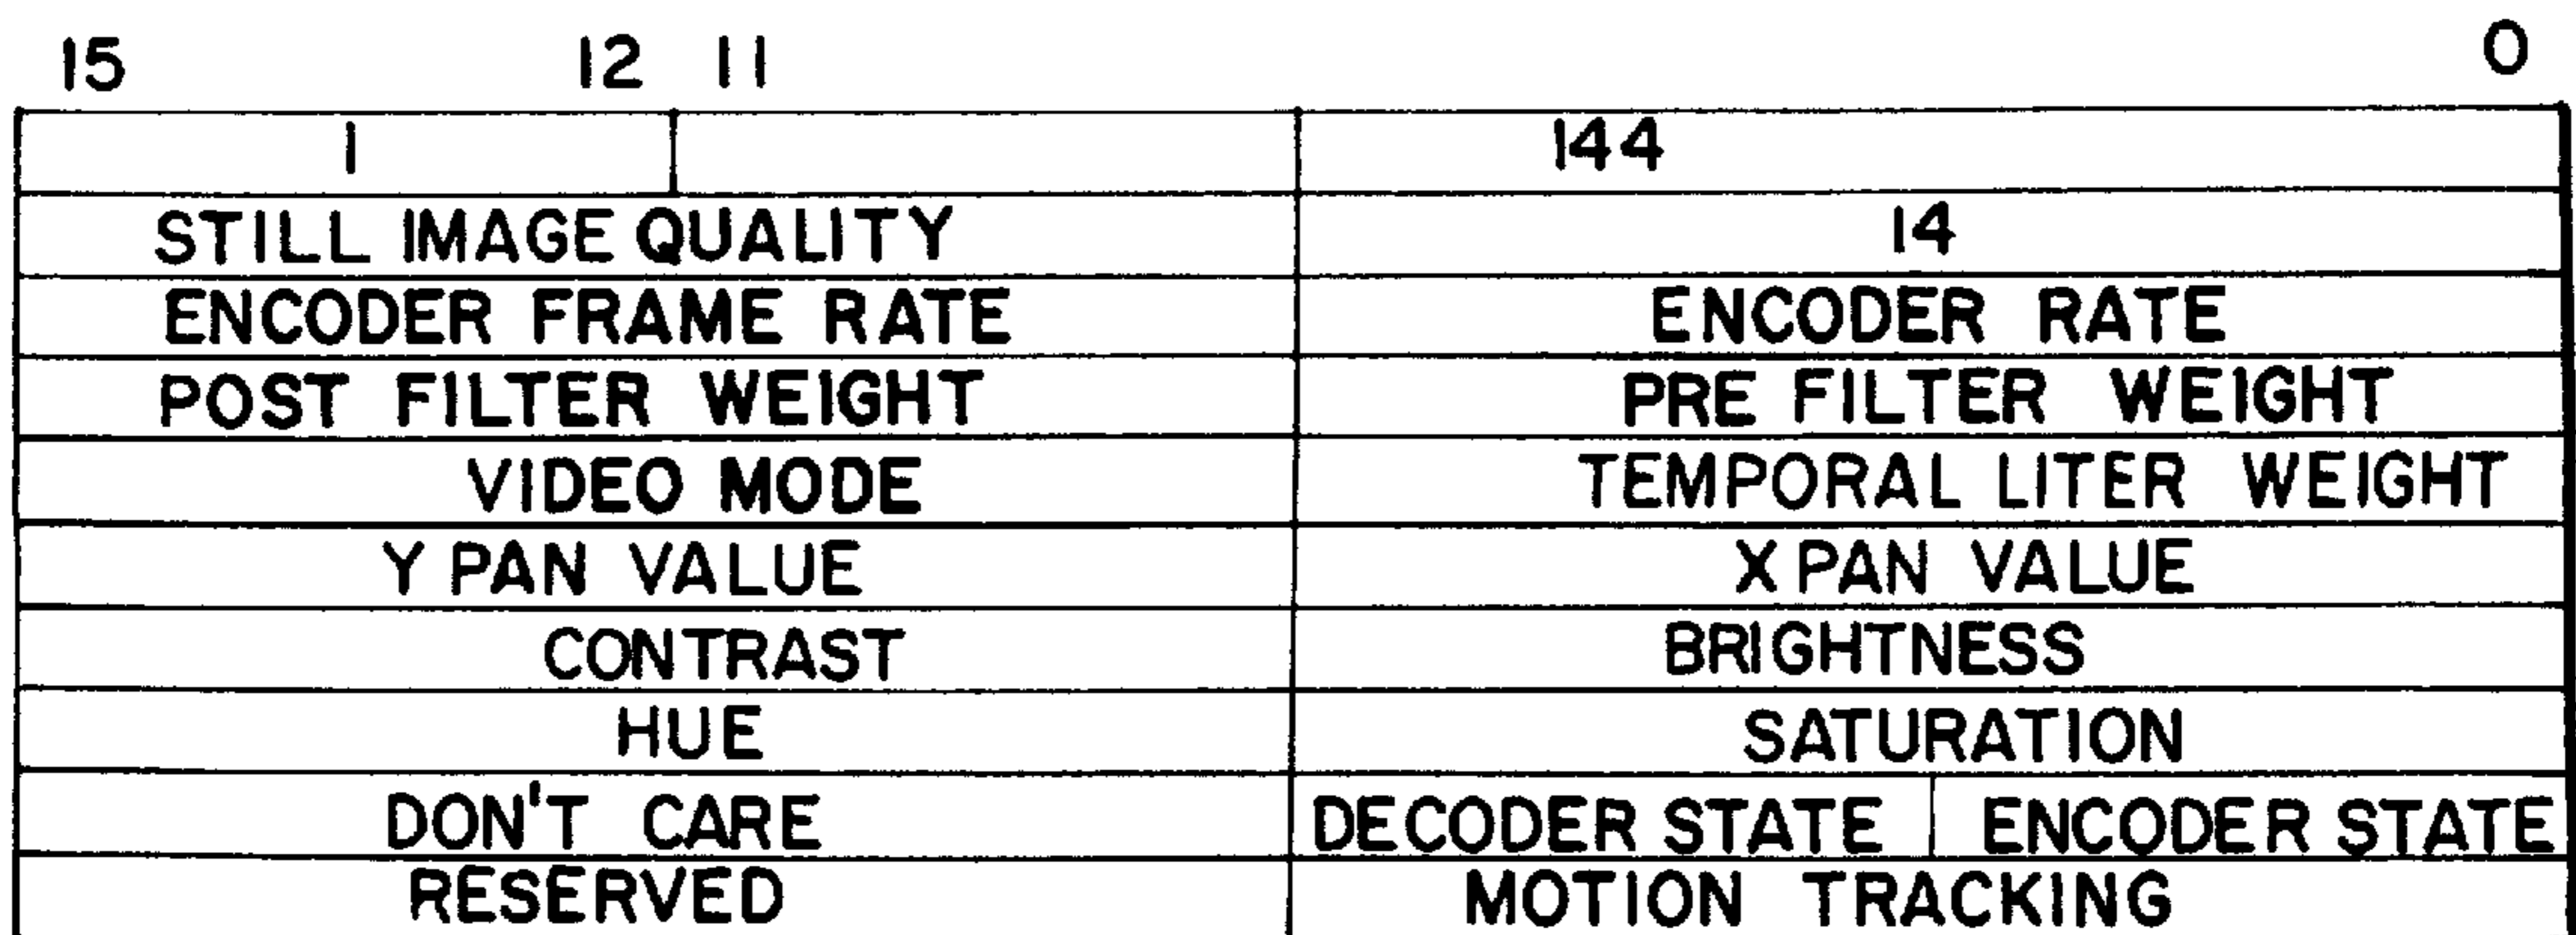 15 12 11 0
1 144
STILL IMAGE QUALITY 14
ENCODER FRAME RATE ENCODER RATE
POST FILTER WEIGHT PRE FILTER WEIGHT
VIDEO MODE TEMPORAL LITER WEIGHT
Y PAN VALUE X PAN VALUE
CONTRAST BRIGHTNESS
HUE SATURATION
DON'T CARE DECODER STATE ENCODER STATE
RESERVED MOTION TRACKING